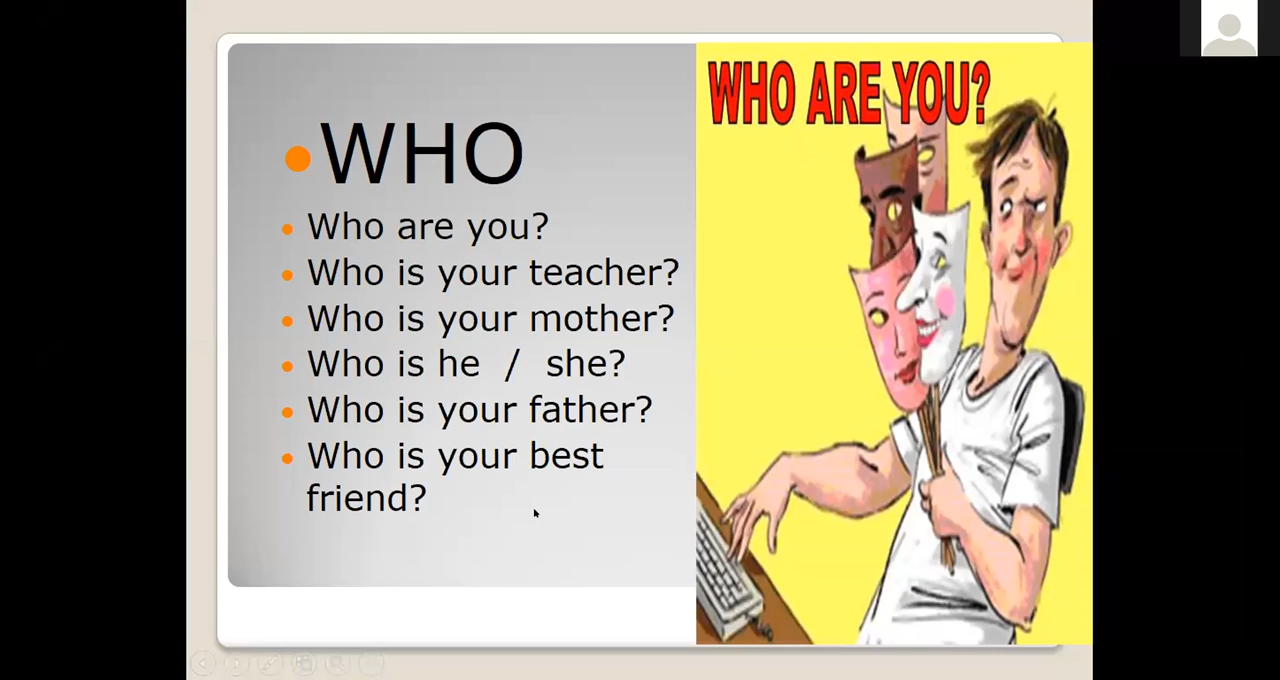 WHO
Who are you?
Who is your teacher?
Who is your mother?
Who is he / she?
Who is your father?
Who is your best
friend?
WHO ARE YOU?